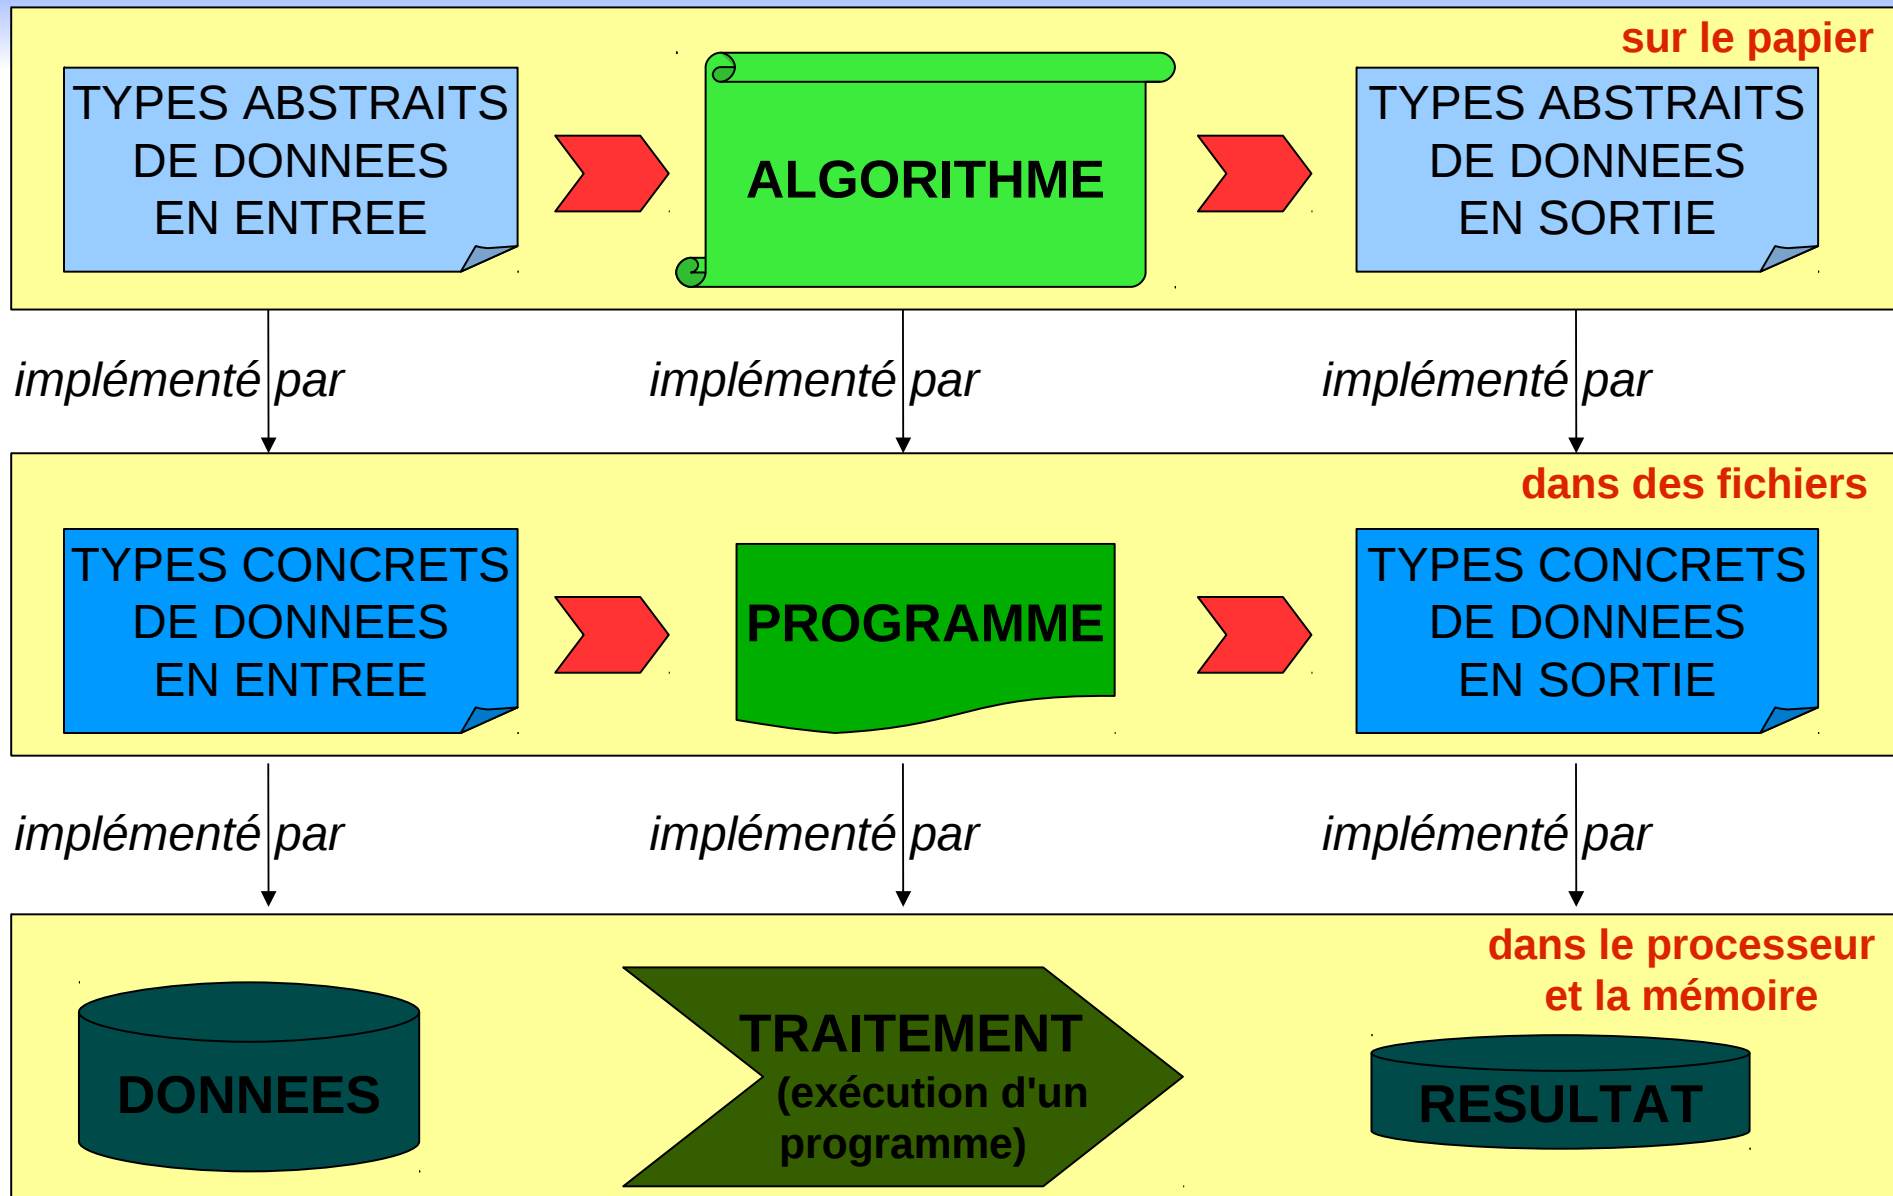 sur le papier
TYPES ABSTRAITS
DE DONNEES
EN ENTREE
ALGORITHME
TYPES ABSTRAITS
DE DONNEES
EN SORTIE
implémenté par
implémenté par
implémenté par
dans des fichiers
TYPES CONCRETS
DE DONNEES
EN ENTREE
PROGRAMME
TYPES CONCRETS
DE DONNEES
EN SORTIE
implémenté par
implémenté par
implémenté par
dans le processeur
et la mémoire
DONNEES
TRAITEMENT
(exécution d'un
programme)
RESULTAT